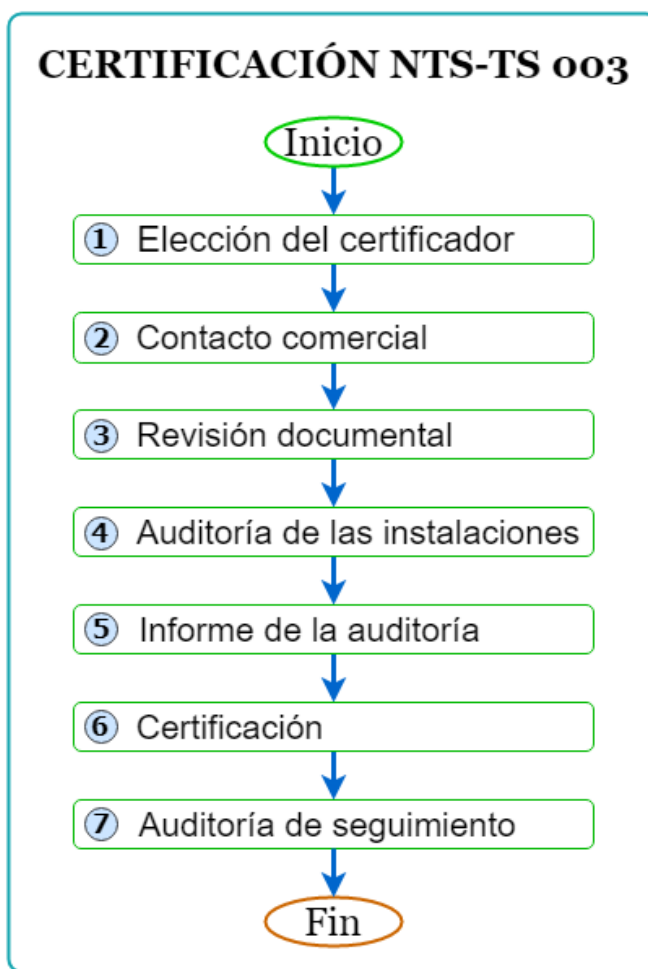 CERTIFICACIÓN NTS-TS 003
Inicio
1 Elección del certificador
2 Contacto comercial
3 Revisión documental
4 Auditoría de las instalaciones
5 Informe de la auditoría
6 Certificación
7 Auditoría de seguimiento
Fin